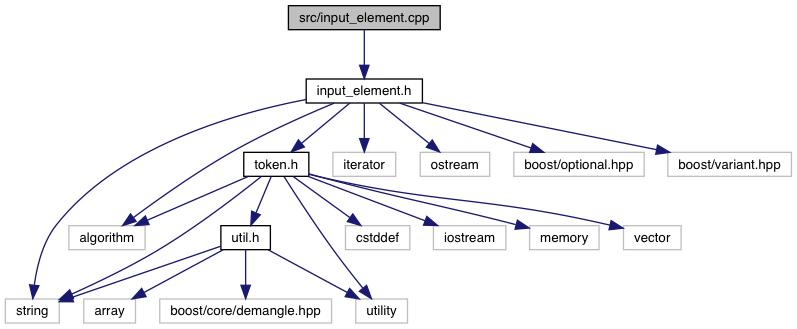 src/input_element.cpp
input_element.h
token.h
iterator
ostream
boost/optional.hpp
boost/variant.hpp
algorithm
util.h
cstddef
iostream
memory
vector
string
array
boost/core/demangle.hpp
utility